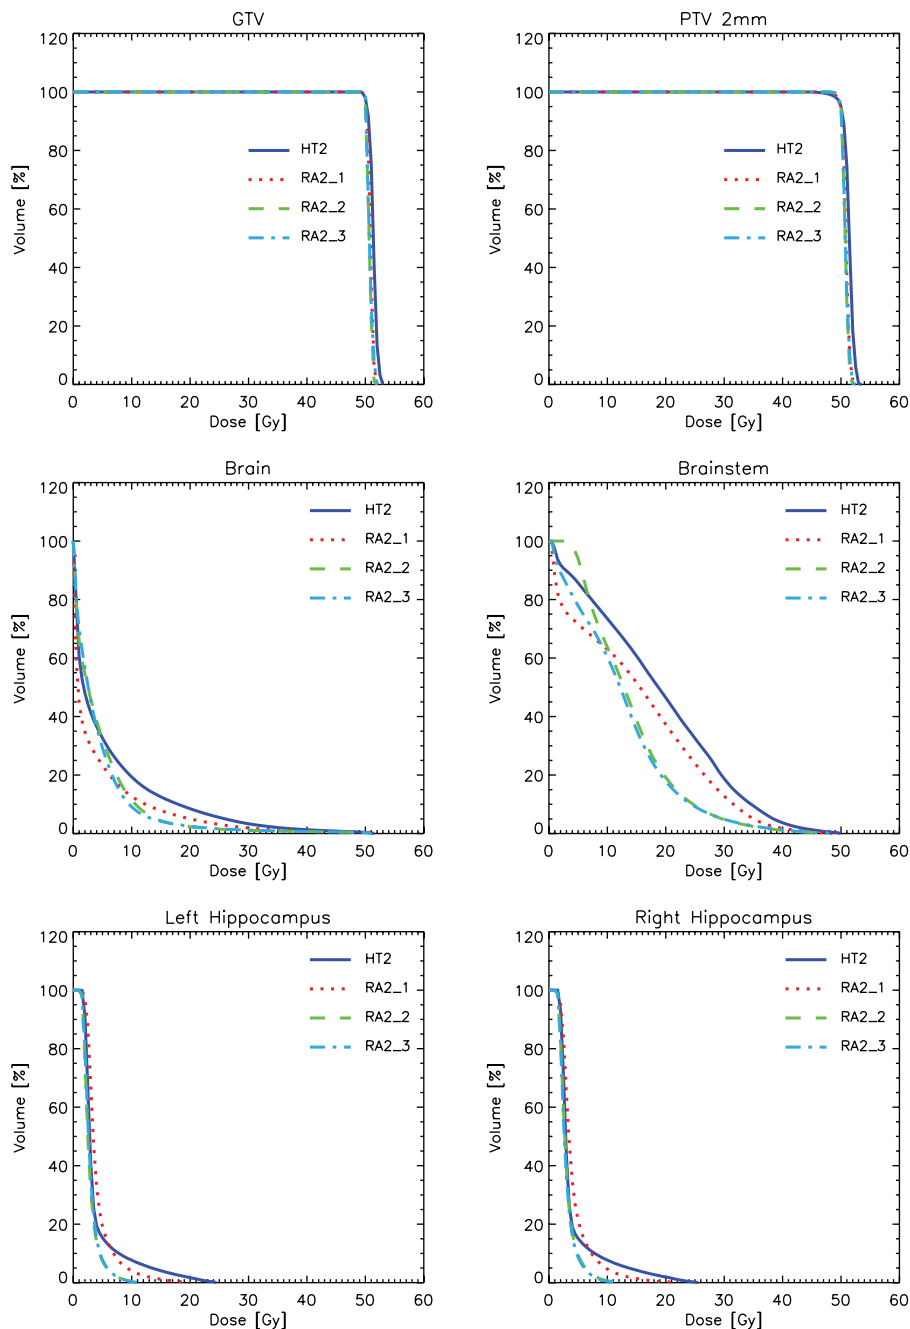 GTV
PTV 2mm
120
100
80
60
40
20
0
Volume [%]
HT2
RA2_1
RA2_2
RA2_3
0 10 20 30 40 50 60
Dose [Gy]
120
100
80
60
40
20
0
Volume [%]
HT2
RA2_1
RA2_2
RA2_3
0 10 20 30 40 50 60
Dose [Gy]
Brain
Brainstem
120
100
80
60
40
20
0
Volume [%]
HT2
RA2_1
RA2_2
RA2_3
0 10 20 30 40 50 60
Dose [Gy]
120
100
80
60
40
20
0
Volume [%]
HT2
RA2_1
RA2_2
RA2_3
0 10 20 30 40 50 60
Dose [Gy]
Left Hippocampus
Right Hippocampus
120
100
80
60
40
20
0
Volume [%]
HT2
RA2_1
RA2_2
RA2_3
0 10 20 30 40 50 60
Dose [Gy]
120
100
80
60
40
20
0
Volume [%]
HT2
RA2_1
RA2_2
RA2_3
0 10 20 30 40 50 60
Dose [Gy]